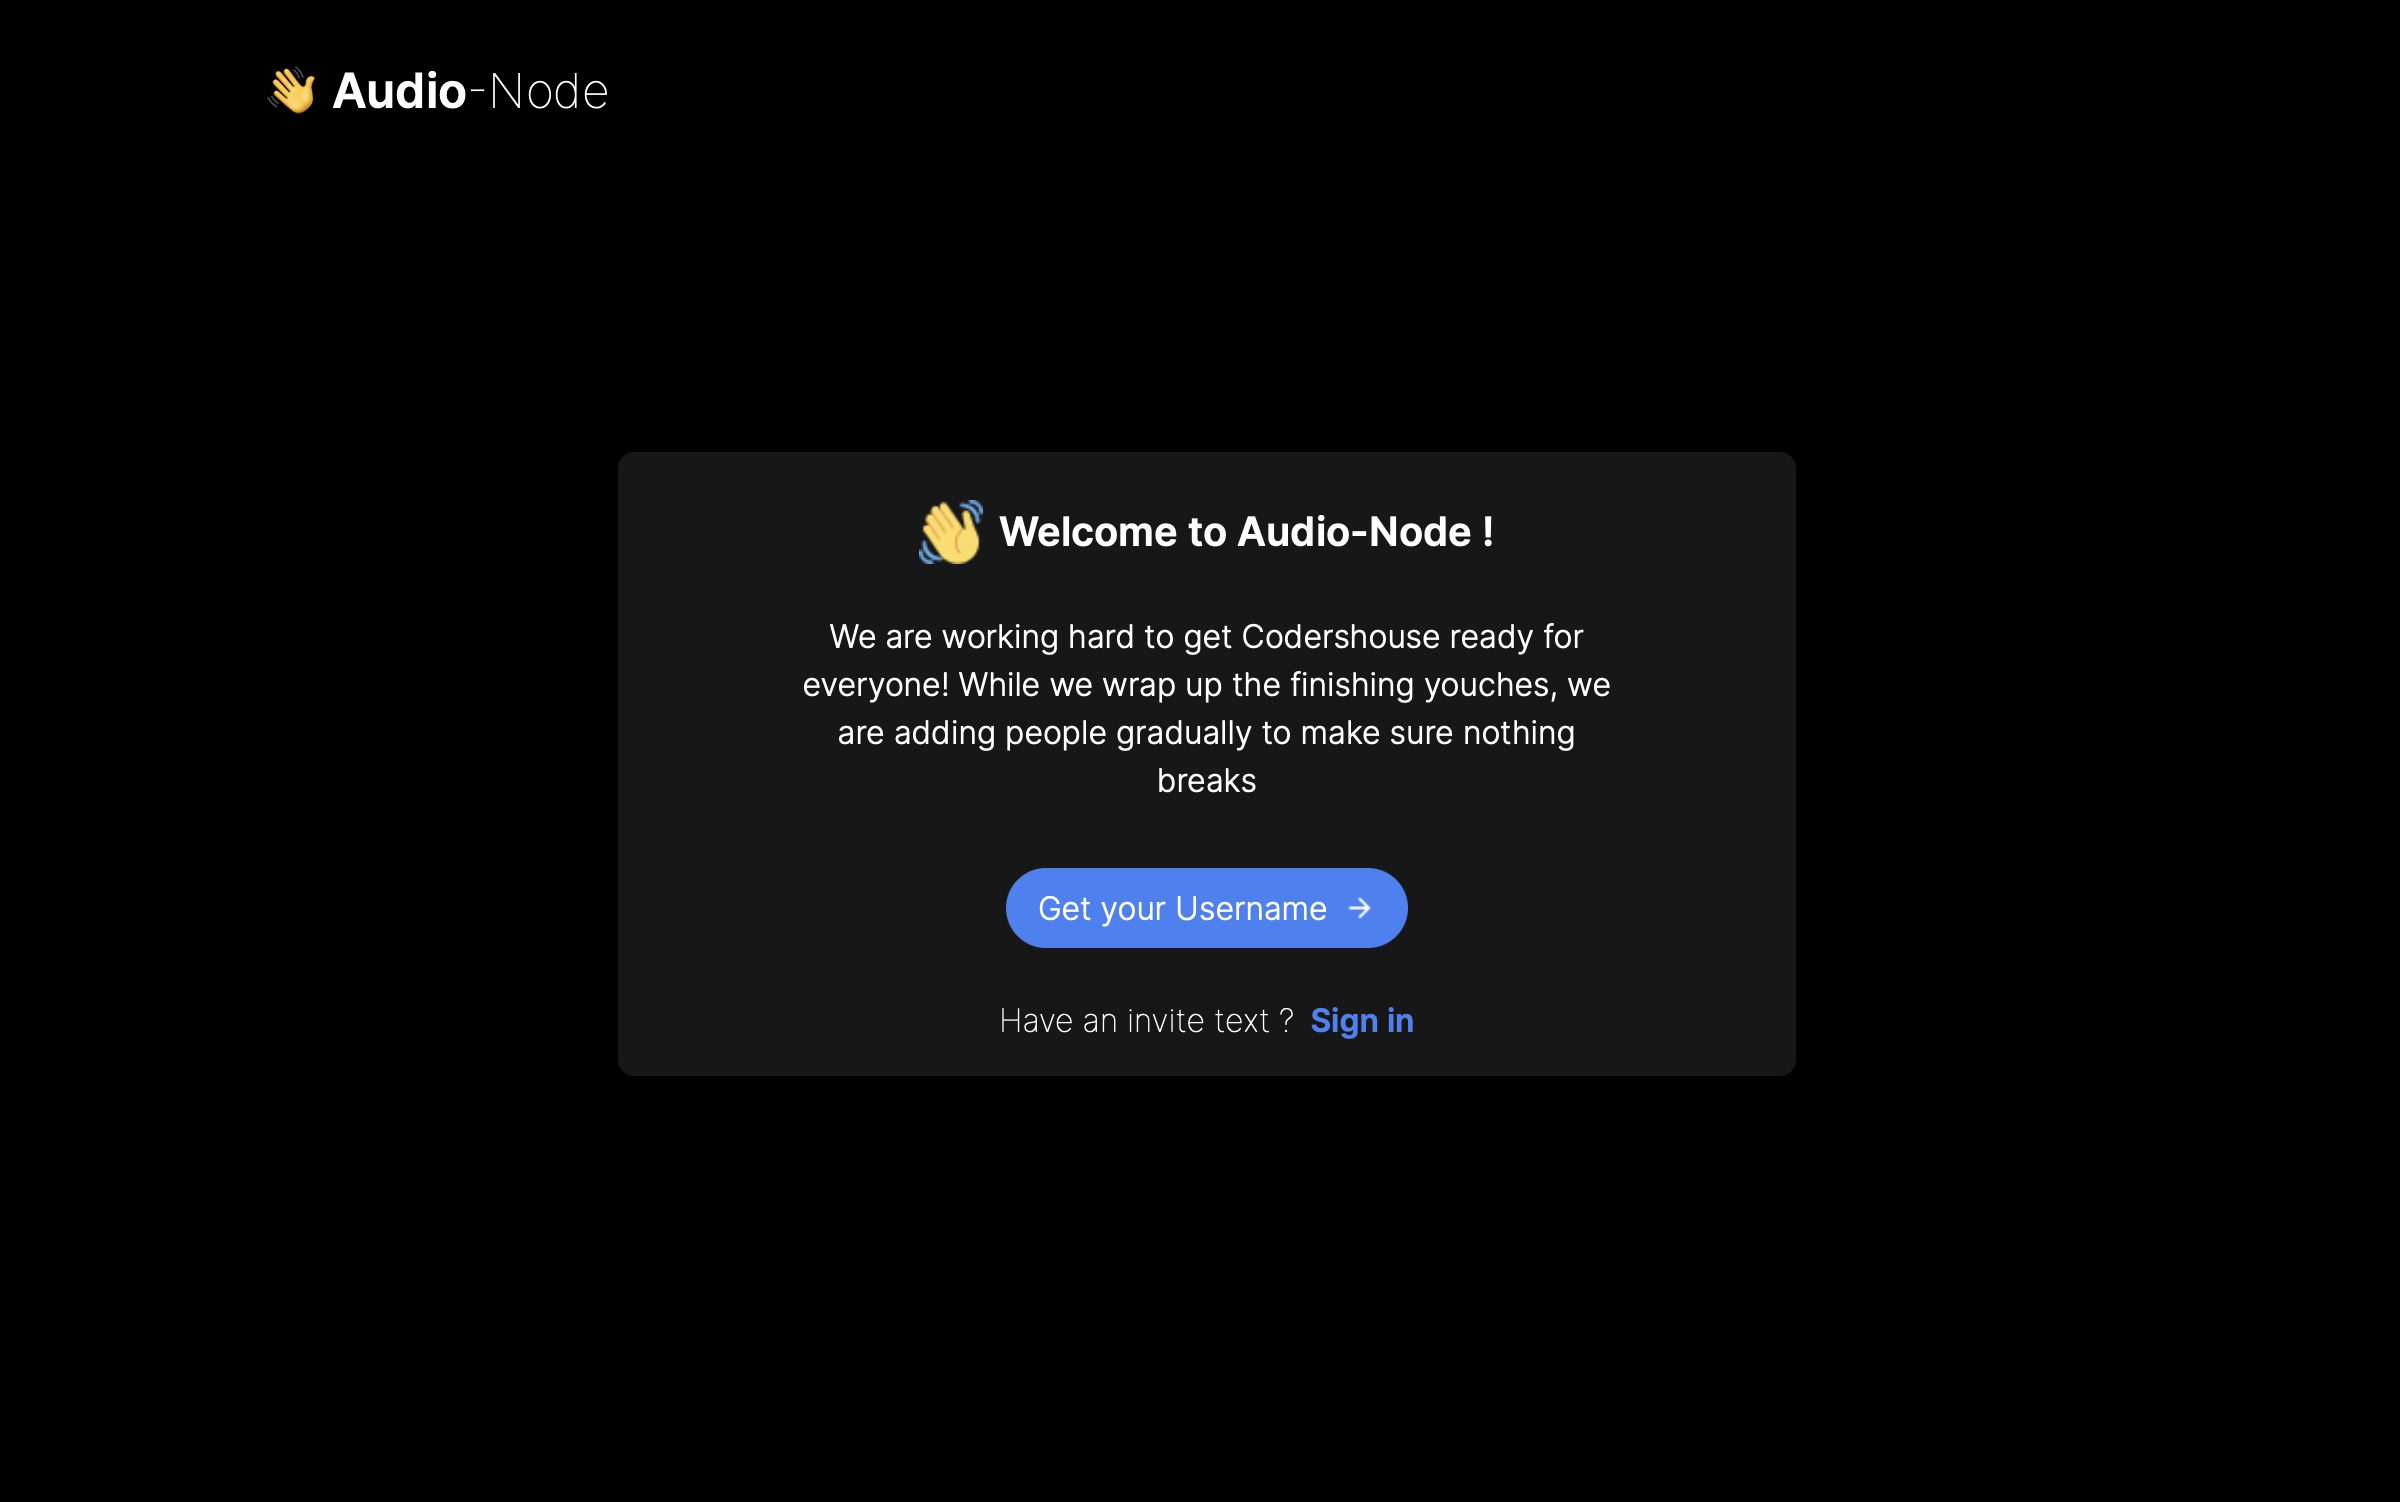 Audio-Node
Welcome to Audio-Node !
We are working hard to get Codershouse ready for
everyone! While we wrap up the finishing youches, we
are adding people gradually to make sure nothing
breaks
Get your Username →
Have an invite text ? Sign in